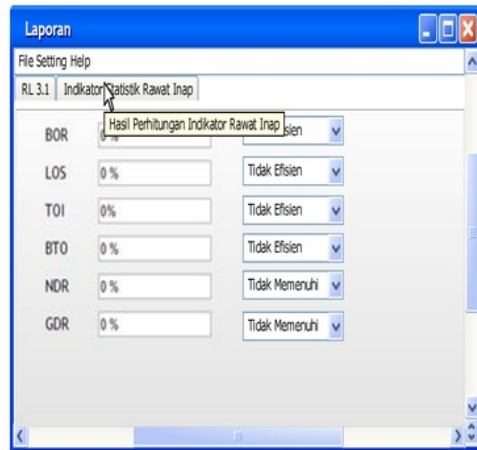 Laporan
File Setting Help
RL 3.1 Indikator Statistik Rawat Inap
Hasil Perhitungan Indikator Rawat Inap
BOR 0 %
LOS 0 % Tidak Efisien
TOI 0% Tidak Efisien
BTO 0 % Tidak Efisien
NDR 0 % Tidak Memenuhi
GDR 0 % Tidak Memenuhi